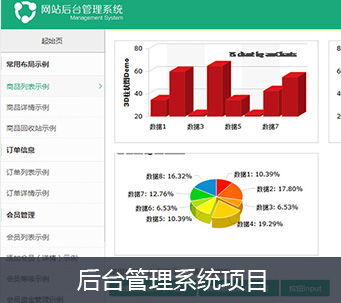 网站后台管理系统
Management System
起始页
常用布局示例
商品列表示例
商品详情示例
商品回收站示例
订单信息
订单列表示例
订单详情示例
会员管理
会员列表示例
3D柱状图Demo
JS chart by amCharts
80
60
40
20
数据1 数据3 数据5 数据7
数据8: 16.32% 数据1: 10.39%
数据7: 12.76% 数据2: 17.80%
数据6: 6.53% 数据3: 6.53%
数据5: 10.39% 数据4: 19.29%
后台管理系统项目